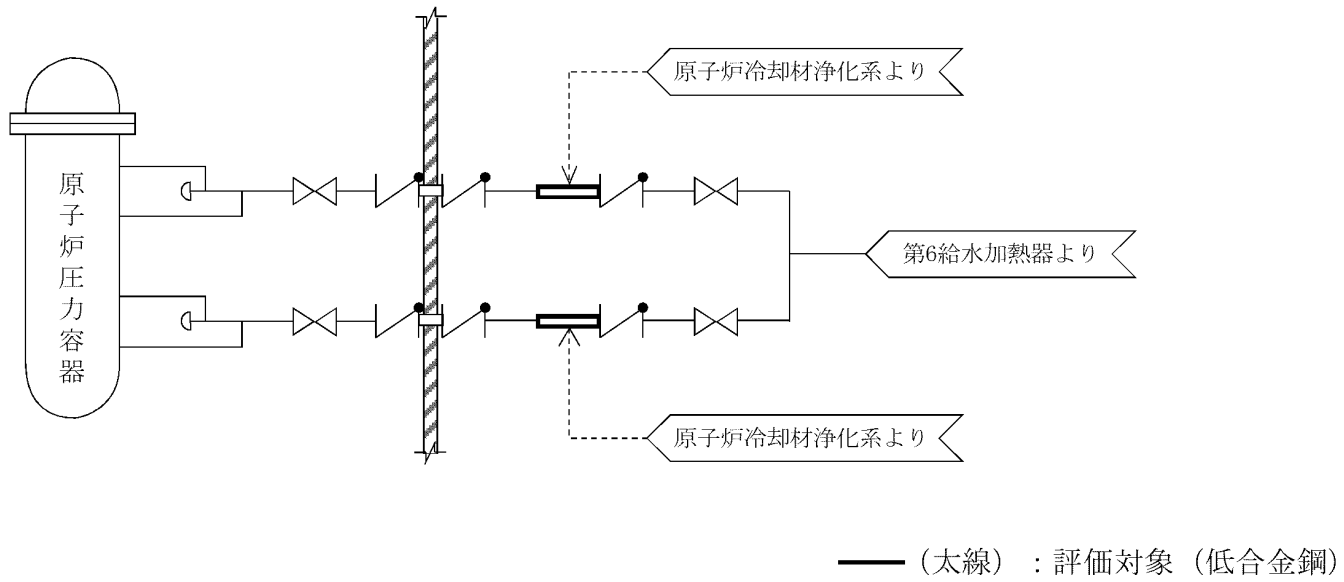 原子炉冷却材浄化系より
原子炉圧力容器
第6給水加熱器より
原子炉冷却材浄化系より
(太線) : 評価対象 (低合金鋼)